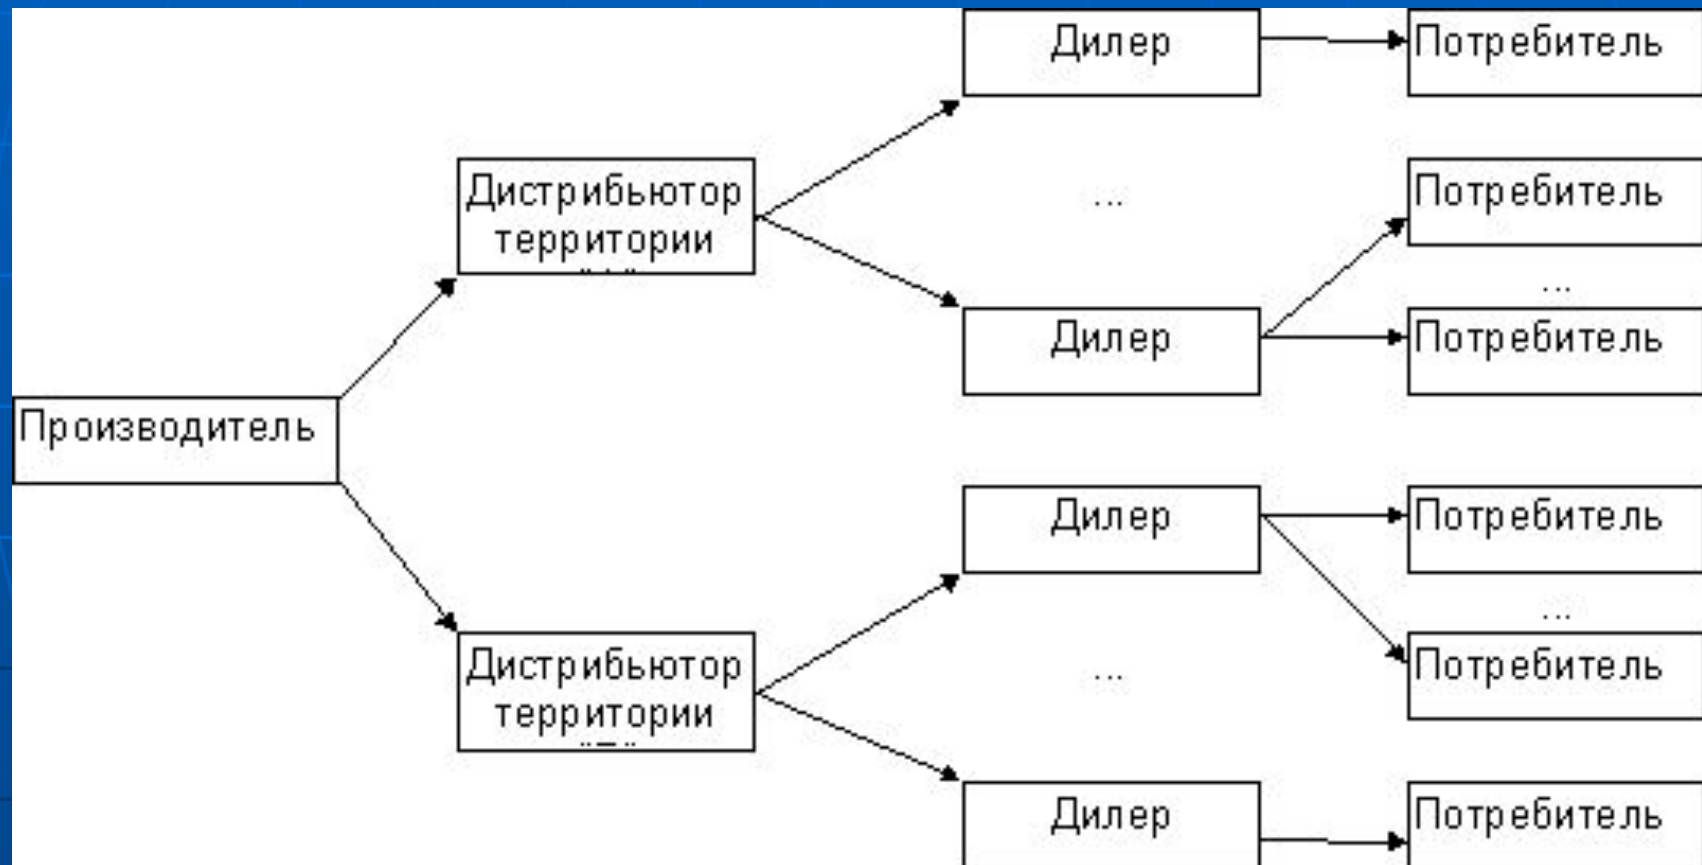 Дилер
Потребитель
Дистрибьютор
территории
...
Потребитель
...
Дилер
Потребитель
Производитель
Дилер
Потребитель
...
Дистрибьютор
территории
...
Потребитель
Дилер
Потребитель